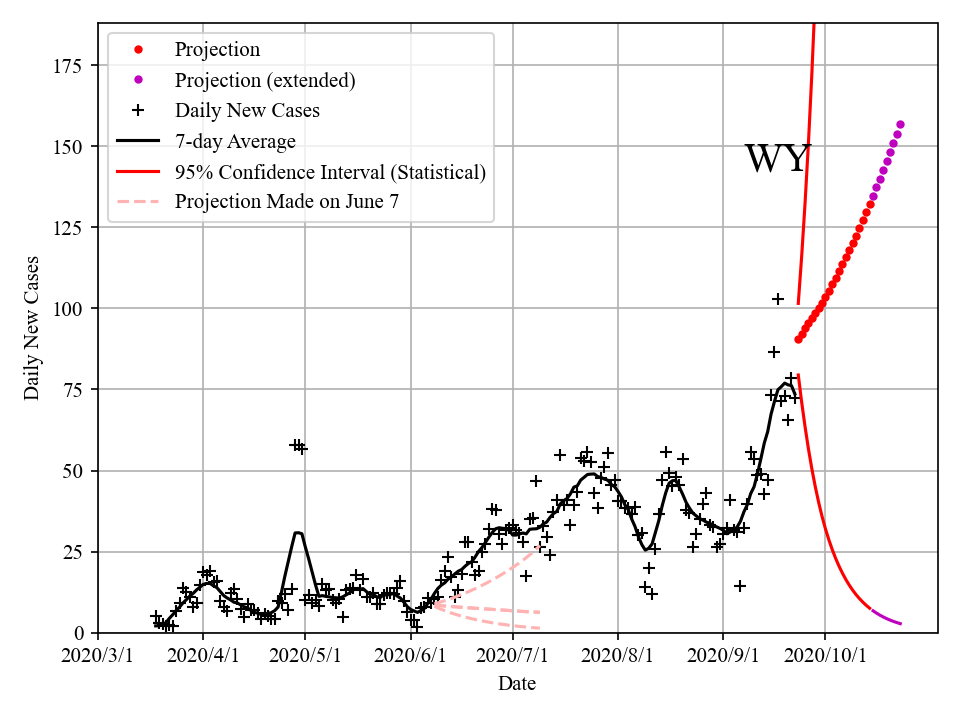 Projection
Projection (extended)
Daily New Cases
7-day Average
95% Confidence Interval (Statistical)
Projection Made on June 7
WY
Daily New Cases
175
150
125
100
75
50
25
0
2020/3/1 2020/4/1 2020/5/1 2020/6/1 2020/7/1 2020/8/1 2020/9/1 2020/10/1
Date